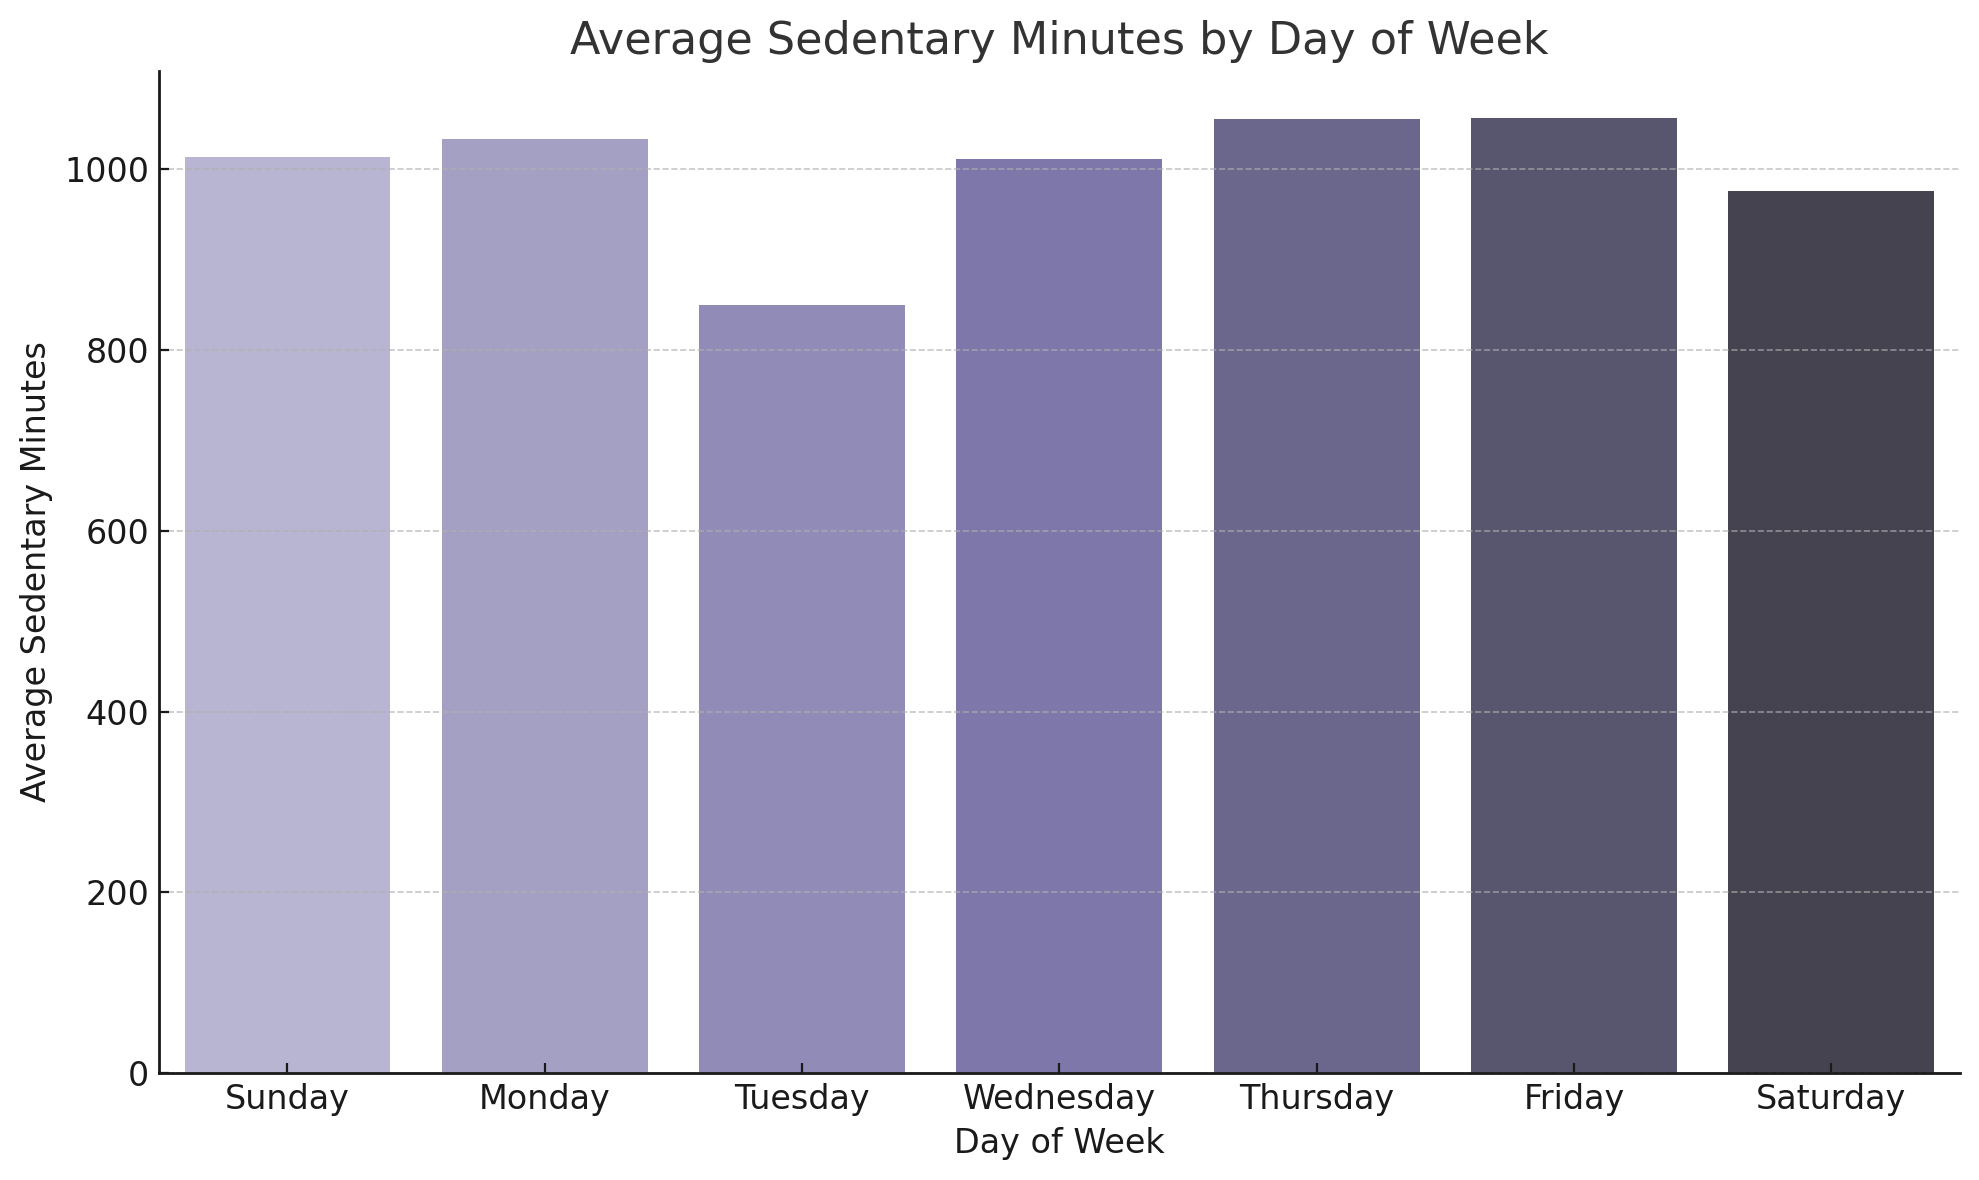 Average Sedentary Minutes by Day of Week
Average Sedentary Minutes
1000
800
600
400
200
0
Sunday Monday Tuesday Wednesday Thursday Friday Saturday
Day of Week